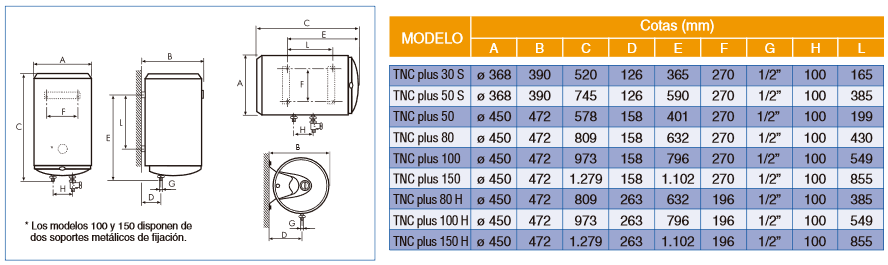 A
F
C
*
H
B
E
L
D
G
C
E
L
A
F
H
B
G
D
* Los modelos 100 y 150 disponen de
dos soportes metálicos de fijación.
MODELO Cotas (mm)
A B C D E F G H L
TNC plus 30 S ø 368 390 520 126 365 270 1/2” 100 165
TNC plus 50 S ø 368 390 745 126 590 270 1/2” 100 385
TNC plus 50 ø 450 472 578 158 401 270 1/2” 100 199
TNC plus 80 ø 450 472 809 158 632 270 1/2” 100 430
TNC plus 100 ø 450 472 973 158 796 270 1/2” 100 549
TNC plus 150 ø 450 472 1.279 158 1.102 270 1/2” 100 855
TNC plus 80 H ø 450 472 809 263 632 196 1/2” 100 385
TNC plus 100 H ø 450 472 973 263 796 196 1/2” 100 549
TNC plus 150 H ø 450 472 1.279 263 1.102 196 1/2” 100 855